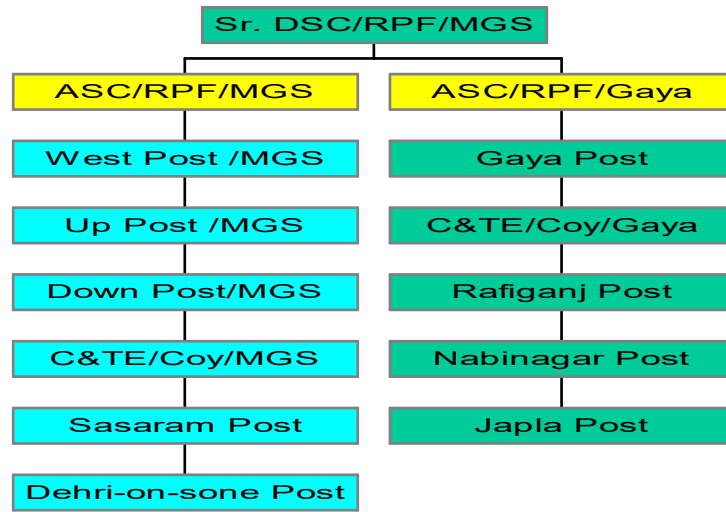 Sr. DSC/RPF/MGS
ASC/RPF/MGS
West Post /MGS
Up Post /MGS
Down Post/MGS
C&TE/Coy/MGS
Sasaram Post
Dehri-on-sone Post
ASC/RPF/Gaya
Gaya Post
C&TE/Coy/Gaya
Rafiganj Post
Nabinagar Post
Japla Post